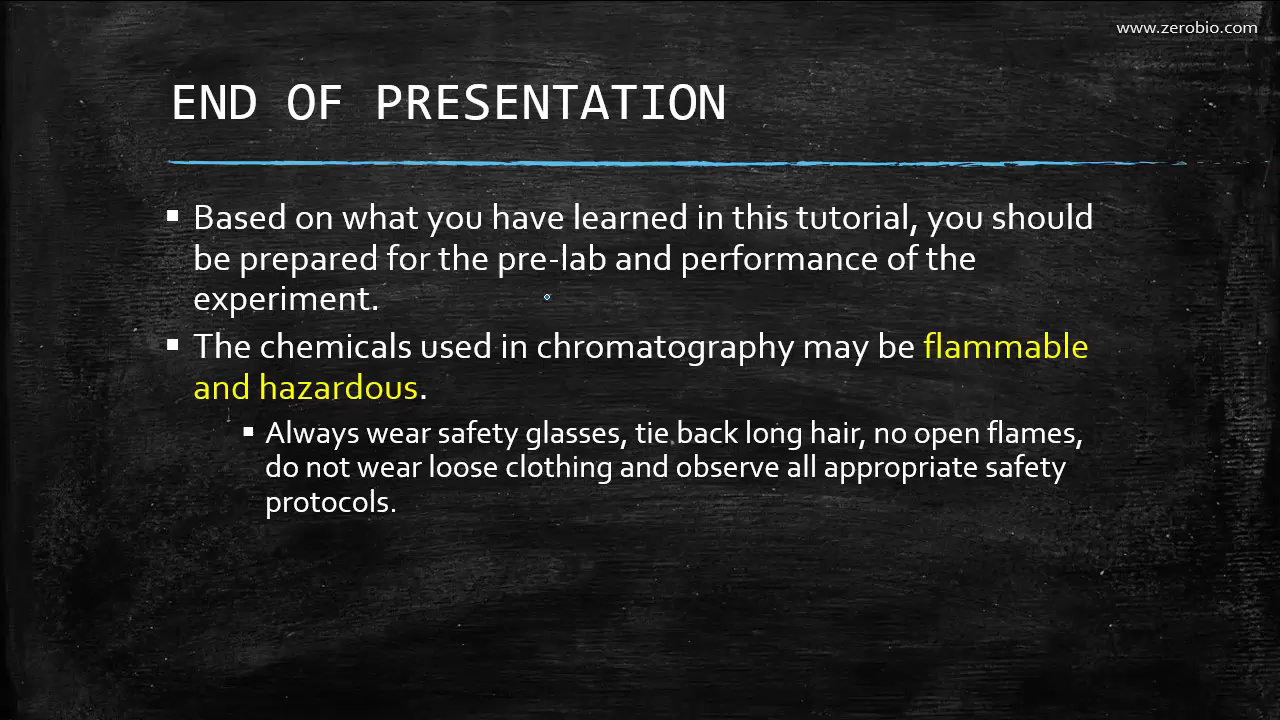 www.zerobio.com
END OF PRESENTATION
▪ Based on what you have learned in this tutorial, you should
be prepared for the pre-lab and performance of the
experiment.
▪ The chemicals used in chromatography may be flammable
and hazardous.
▪ Always wear safety glasses, tie back long hair, no open flames,
do not wear loose clothing and observe all appropriate safety
protocols.